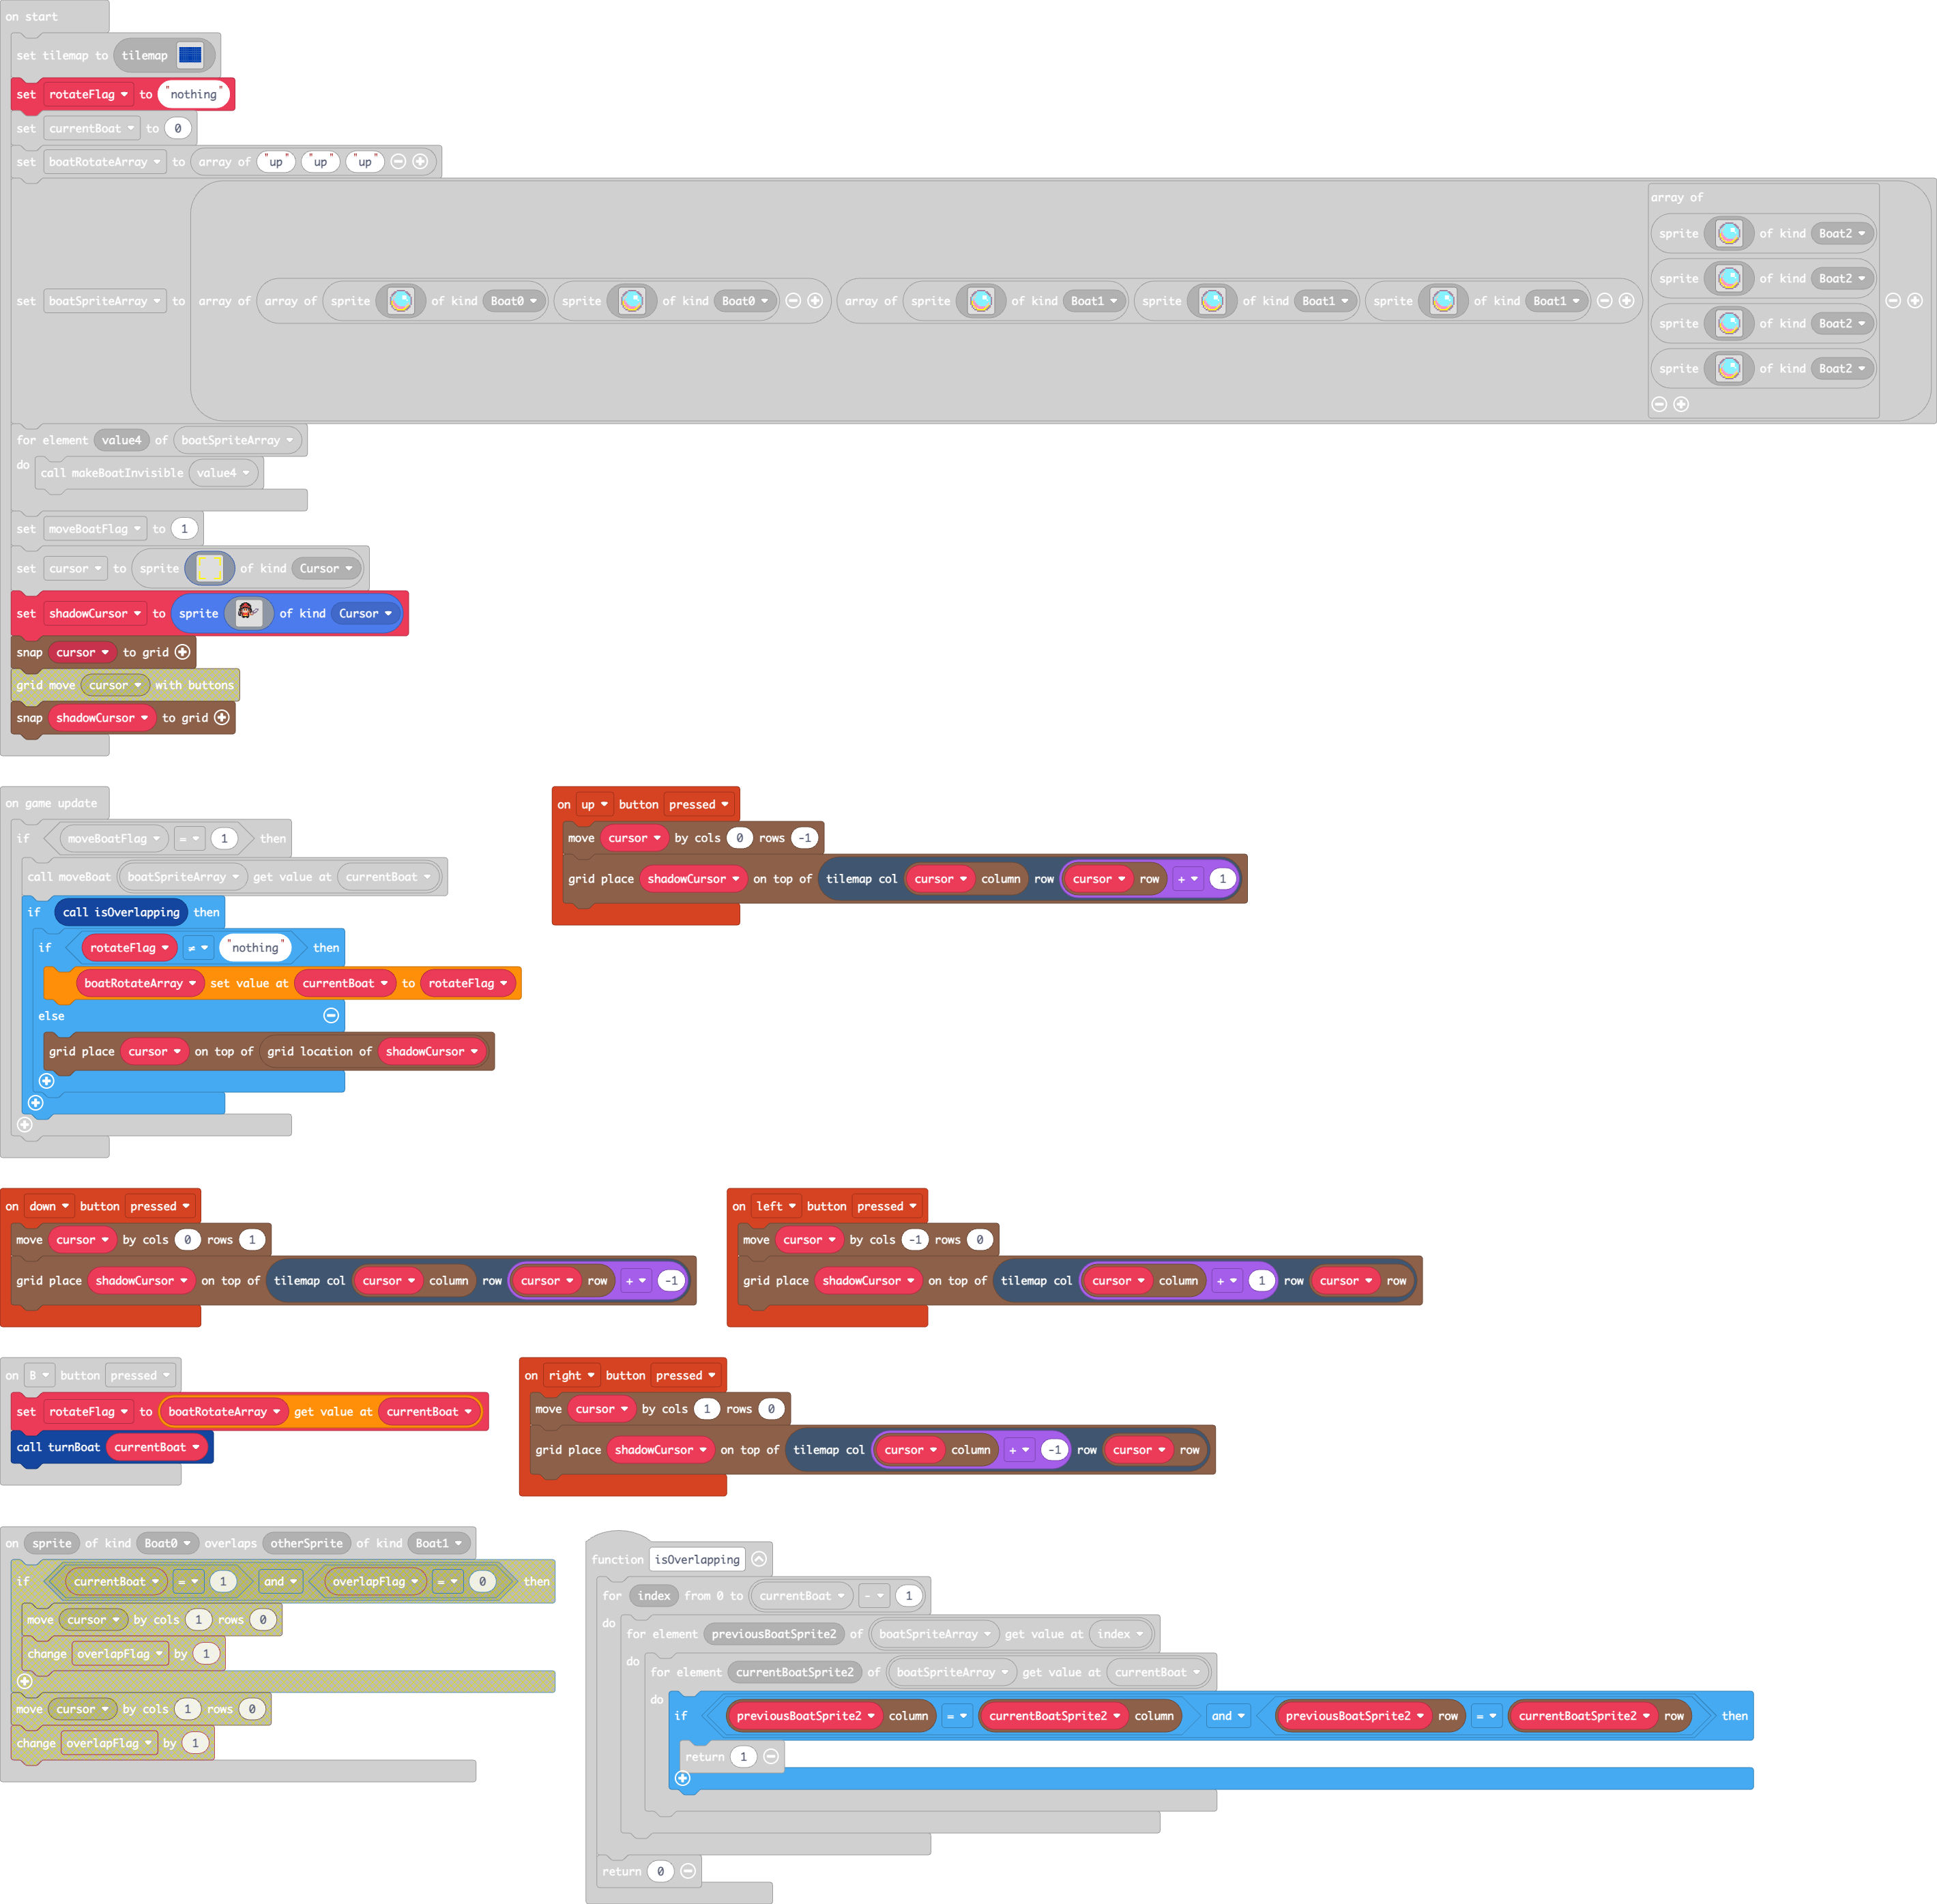 on start
set tilemap to tilemap
set rotateFlag to "nothing"
set currentBoat to 0
set boatRotateArray to array of "up" "up" "up"
array of
sprite of kind Boat2
sprite of kind Boat2
set boatSpriteArray to array of array of sprite of kind Boat0 sprite of kind Boat0 array of sprite of kind Boat1 sprite of kind Boat1 sprite of kind Boat1
sprite of kind Boat2
sprite of kind Boat2
for element value4 of boatSpriteArray
do
call makeBoatInvisible value4
set moveBoatFlag to 1
set cursor to sprite of kind Cursor
set shadowCursor to sprite of kind Cursor
snap cursor to grid
grid move cursor with buttons
snap shadowCursor to grid
on game update
if moveBoatFlag = 1 then
call moveBoat boatSpriteArray get value at currentBoat
if call isOverlapping then
if rotateFlag ≠ "nothing" then
boatRotateArray set value at currentBoat to rotateFlag
else
grid place cursor on top of grid location of shadowCursor
on up button pressed
move cursor by cols 0 rows -1
grid place shadowCursor on top of tilemap col cursor column row cursor row + 1
on down button pressed
move cursor by cols 0 rows 1
grid place shadowCursor on top of tilemap col cursor column row cursor row + -1
on left button pressed
move cursor by cols -1 rows 0
grid place shadowCursor on top of tilemap col cursor column + 1 row cursor row
on B button pressed
set rotateFlag to boatRotateArray get value at currentBoat
call turnBoat currentBoat
on right button pressed
move cursor by cols 1 rows 0
grid place shadowCursor on top of tilemap col cursor column + -1 row cursor row
on sprite of kind Boat0 overlaps otherSprite of kind Boat1
if currentBoat = 1 and overlapFlag = 0 then
move cursor by cols 1 rows 0
change overlapFlag by 1
move cursor by cols 1 rows 0
change overlapFlag by 1
function isOverlapping
for index from 0 to currentBoat - 1
do
for element previousBoatSprite2 of boatSpriteArray get value at index
do
for element currentBoatSprite2 of boatSpriteArray get value at currentBoat
do
if previousBoatSprite2 column = currentBoatSprite2 column and previousBoatSprite2 row = currentBoatSprite2 row then
return 1
return 0